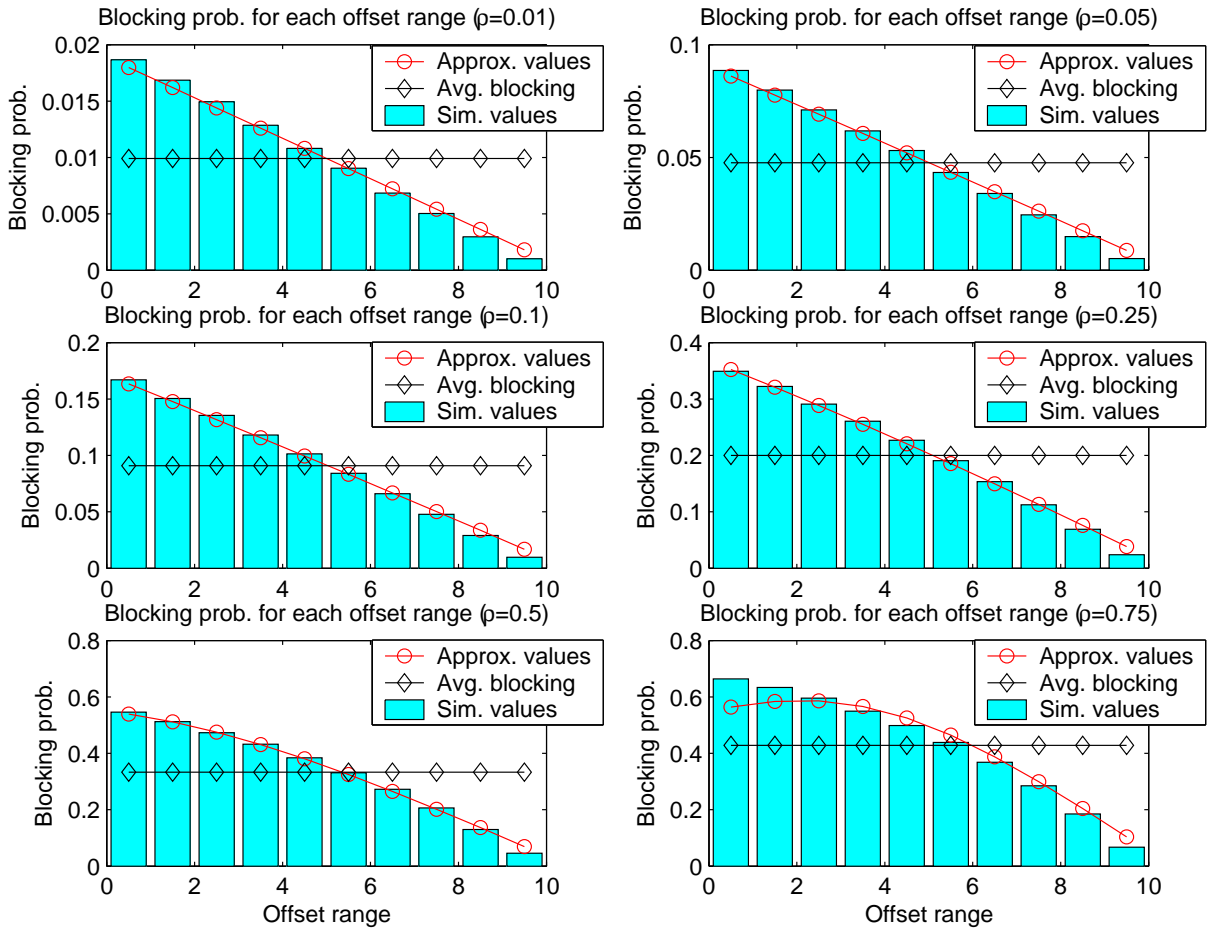 Blocking prob. for each offset range (ρ=0.01)
Blocking prob.
0.02
0.015
0.01
0.005
0
0 2 4 6 8 10
Approx. values
Avg. blocking
Sim. values
Blocking prob. for each offset range (ρ=0.05)
Blocking prob.
0.1
0.05
0
0 2 4 6 8 10
Approx. values
Avg. blocking
Sim. values
Blocking prob. for each offset range (ρ=0.1)
Blocking prob.
0.2
0.15
0.1
0.05
0
0 2 4 6 8 10
Approx. values
Avg. blocking
Sim. values
Blocking prob. for each offset range (ρ=0.25)
Blocking prob.
0.4
0.3
0.2
0.1
0
0 2 4 6 8 10
Approx. values
Avg. blocking
Sim. values
Blocking prob. for each offset range (ρ=0.5)
Blocking prob.
0.8
0.6
0.4
0.2
0
0 2 4 6 8 10
Offset range
Approx. values
Avg. blocking
Sim. values
Blocking prob. for each offset range (ρ=0.75)
Blocking prob.
0.8
0.6
0.4
0.2
0
0 2 4 6 8 10
Offset range
Approx. values
Avg. blocking
Sim. values